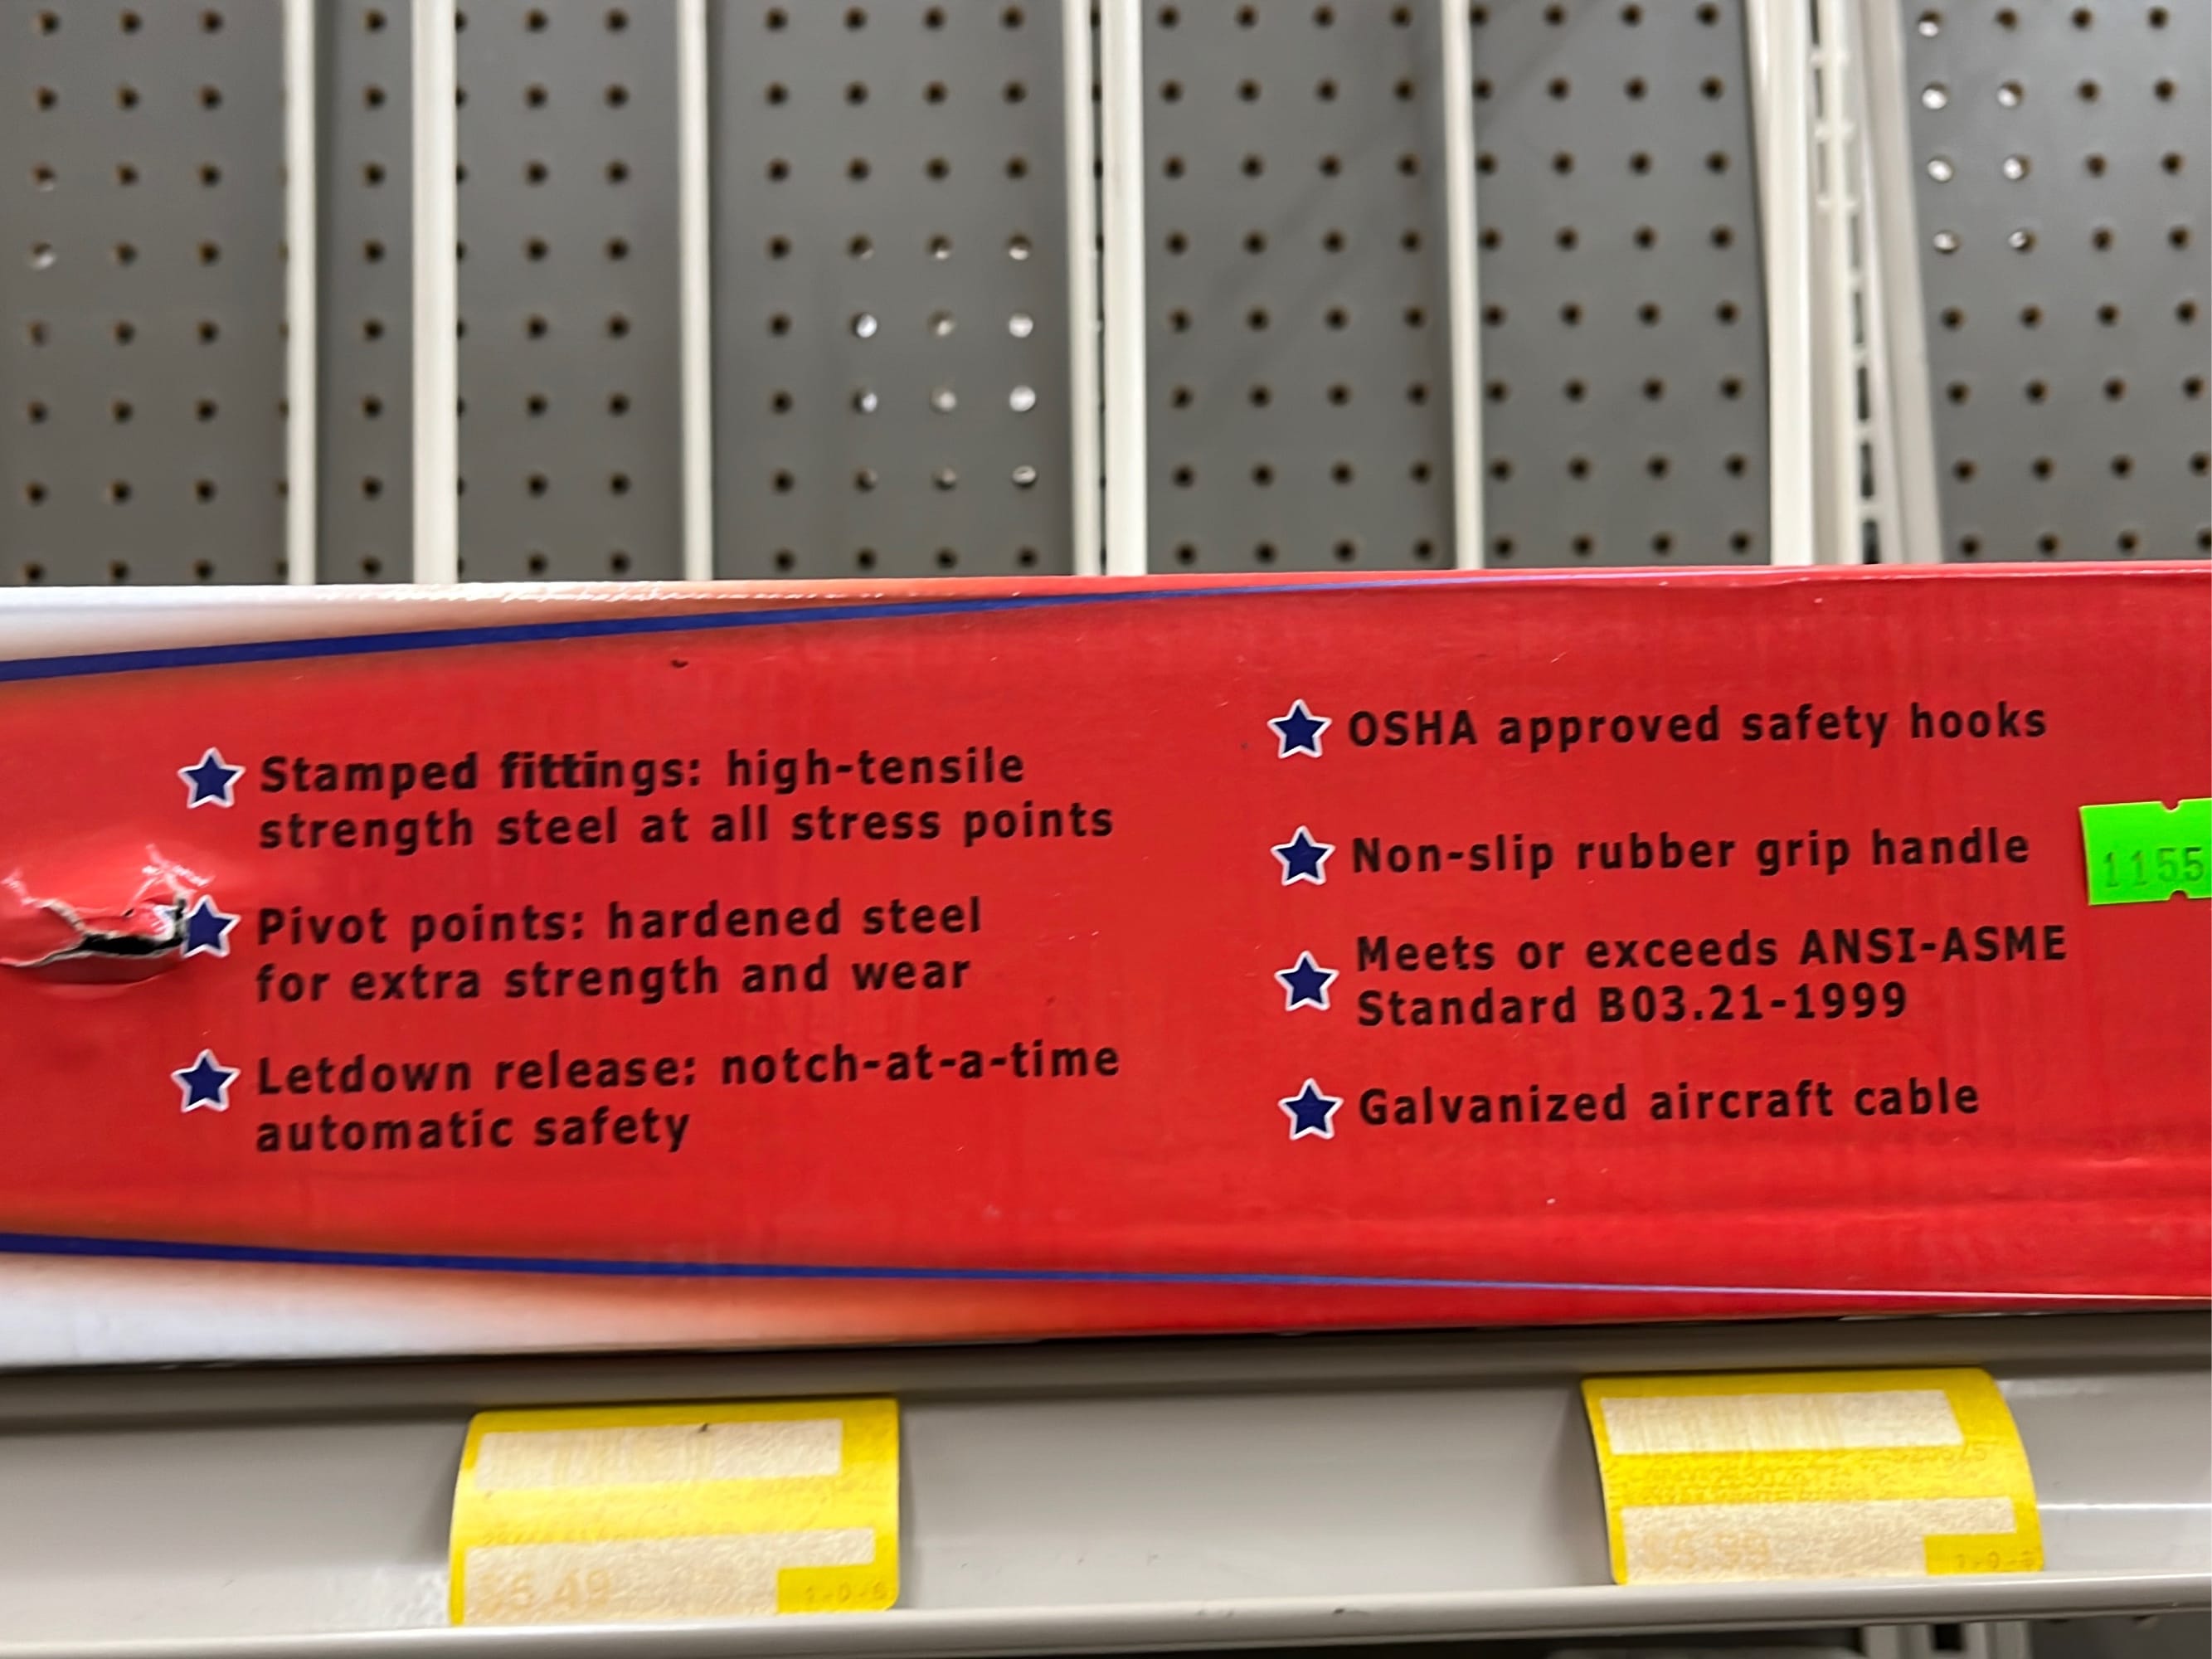 Stamped fittings: high-tensile
strength steel at all stress points
Pivot points: hardened steel
for extra strength and wear
Letdown release: notch-at-a-time
automatic safety
OSHA approved safety hooks
Non-slip rubber grip handle
Meets or exceeds ANSI-ASME
Standard B03.21-1999
Galvanized aircraft cable
1155